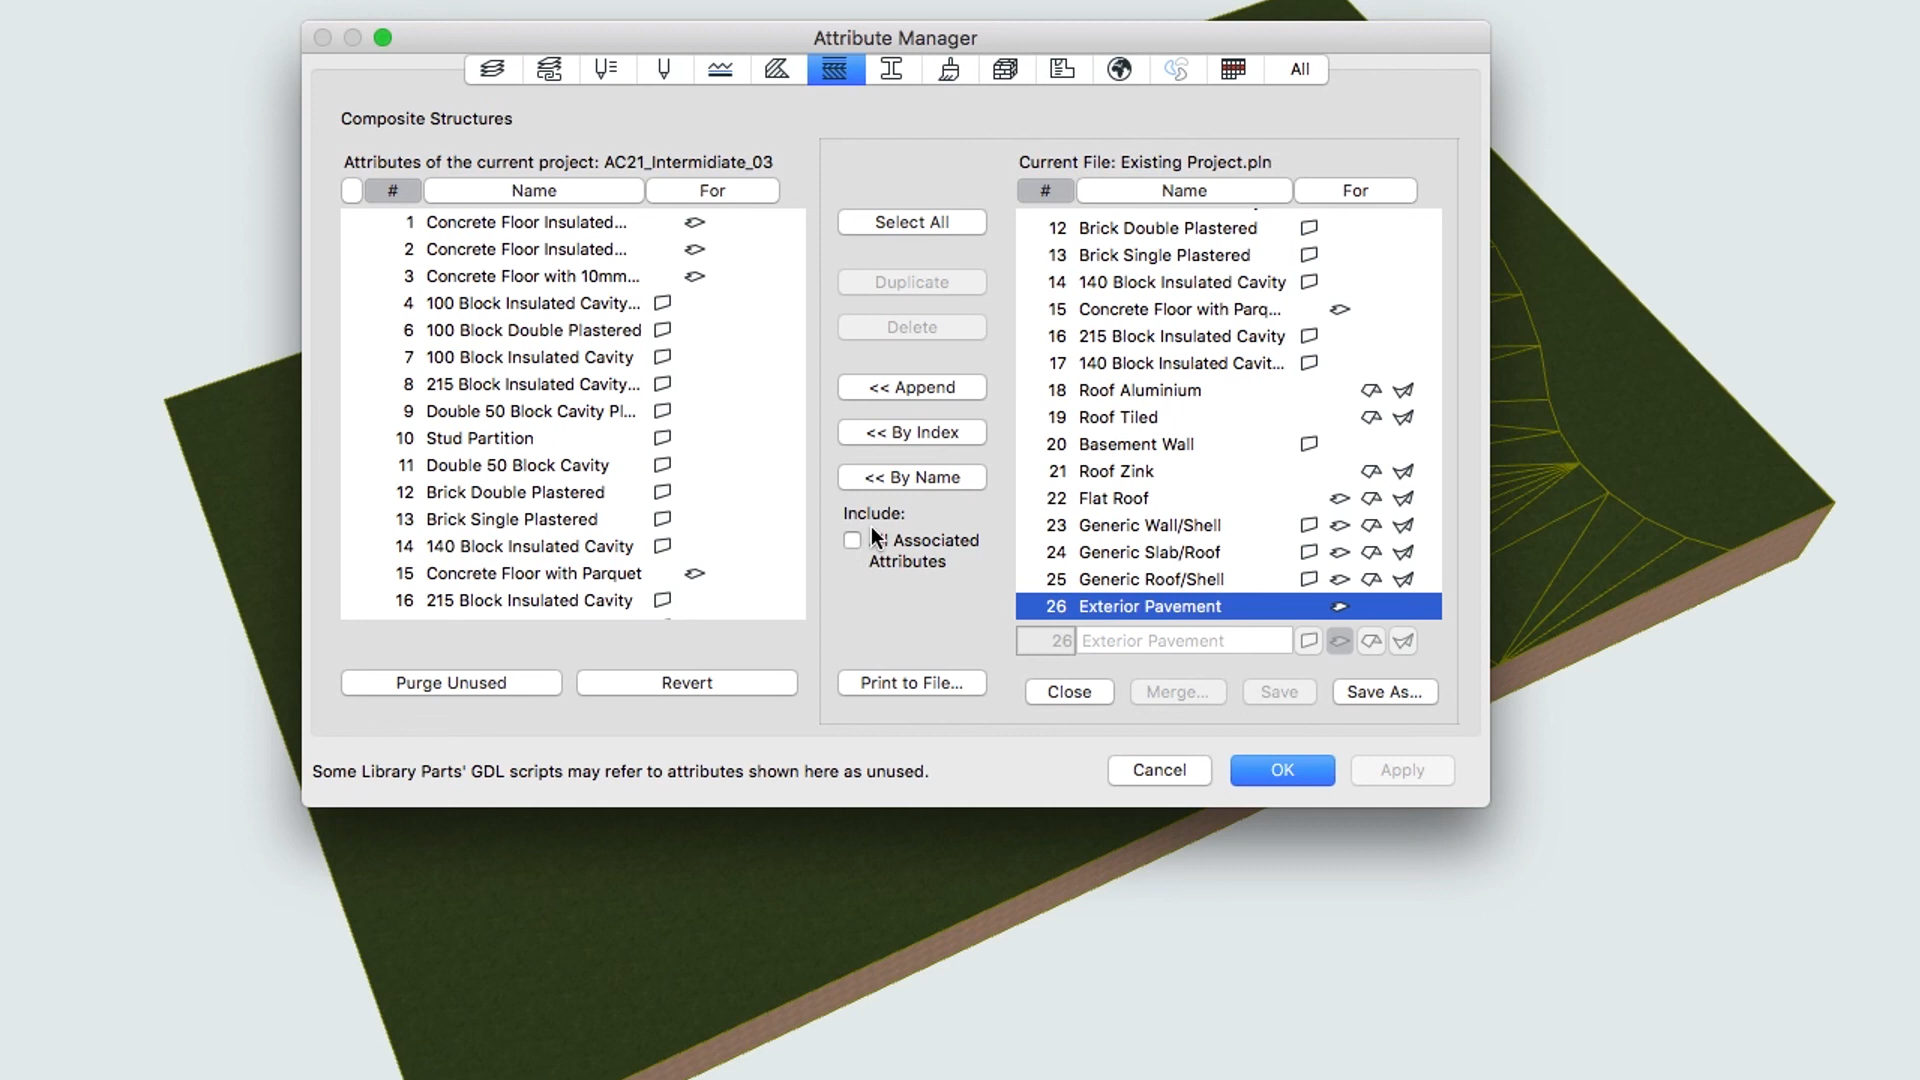 Attribute Manager
All
Composite Structures
Attributes of the current project: AC21_Intermidiate_03
# Name For
1 Concrete Floor Insulated...
2 Concrete Floor Insulated...
3 Concrete Floor with 10mm...
4 100 Block Insulated Cavity...
6 100 Block Double Plastered
7 100 Block Insulated Cavity
8 215 Block Insulated Cavity...
9 Double 50 Block Cavity Pl...
10 Stud Partition
11 Double 50 Block Cavity
12 Brick Double Plastered
13 Brick Single Plastered
14 140 Block Insulated Cavity
15 Concrete Floor with Parquet
16 215 Block Insulated Cavity
Purge Unused
Revert
Select All
Duplicate
Delete
<< Append
<< By Index
<< By Name
Include:
Associated
Attributes
Print to File...
Current File: Existing Project.pln
# Name For
12 Brick Double Plastered
13 Brick Single Plastered
14 140 Block Insulated Cavity
15 Concrete Floor with Parq...
16 215 Block Insulated Cavity
17 140 Block Insulated Cavit...
18 Roof Aluminium
19 Roof Tiled
20 Basement Wall
21 Roof Zink
22 Flat Roof
23 Generic Wall/Shell
24 Generic Slab/Roof
25 Generic Roof/Shell
26 Exterior Pavement
26 Exterior Pavement
Close
Merge...
Save
Save As...
Some Library Parts' GDL scripts may refer to attributes shown here as unused.
Cancel
OK
Apply